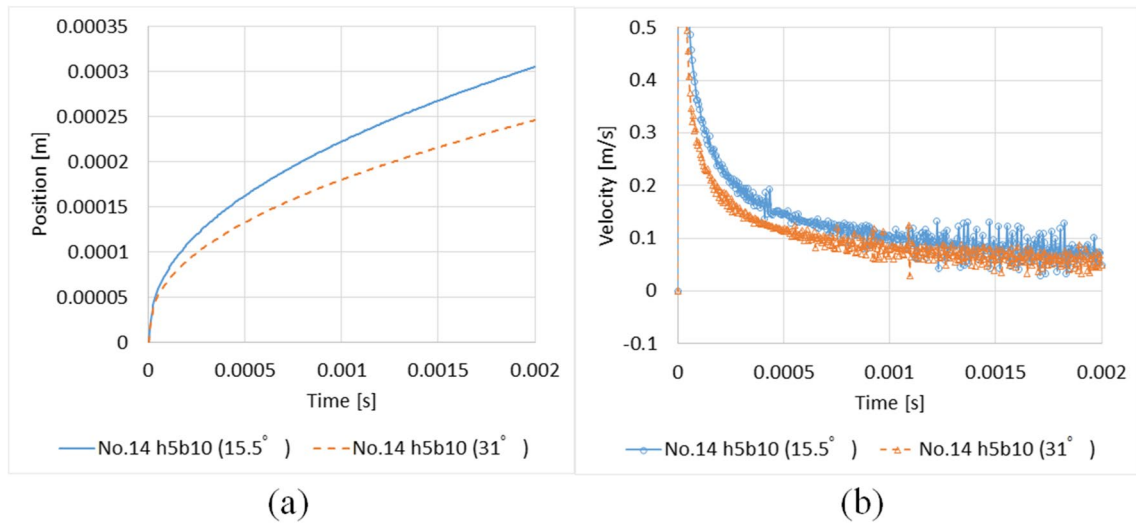 0.00035
0.0003
0.00025
0.0002
0.00015
0.0001
0.00005
0
Position [m]
0 0.0005 0.001 0.0015 0.002
Time [s]
No.14 h5b10 (15.5° ) No.14 h5b10 (31° )
(a)
0.5
0.4
0.3
0.2
0.1
0
-0.1
Velocity [m/s]
0 0.0005 0.001 0.0015 0.002
Time [s]
No.14 h5b10 (15.5° ) No.14 h5b10 (31° )
(b)